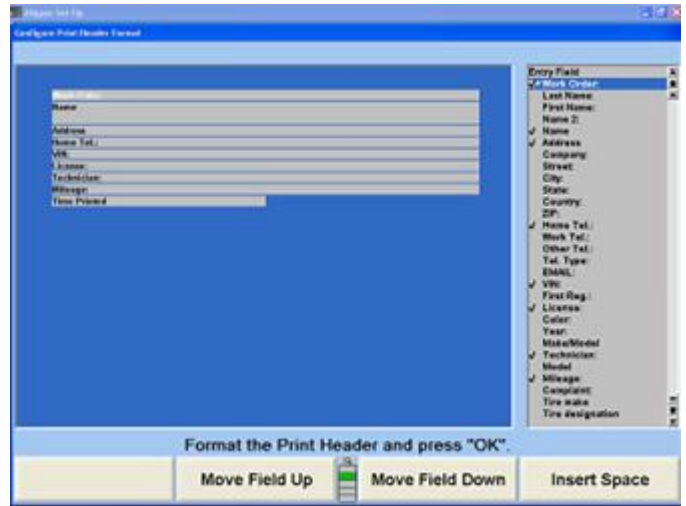 Configure Print Header Format
Work Order:
Name
Address
Home Tel.:
VIN:
License:
Technician:
Mileage:
Time Printed
Entry Field
Work Order:
Last Name:
First Name:
Name 2:
Name
Address
Company:
Street:
City:
State:
Country:
ZIP:
Home Tel.:
Work Tel.:
Other Tel.:
Tel. Type:
EMAIL:
VIN:
First Reg.:
License:
Color:
Year:
Make/Model
Technician:
Model
Mileage:
Complaint:
Tire make
Tire designation
Format the Print Header and press "OK".
Move Field Up
Move Field Down
Insert Space